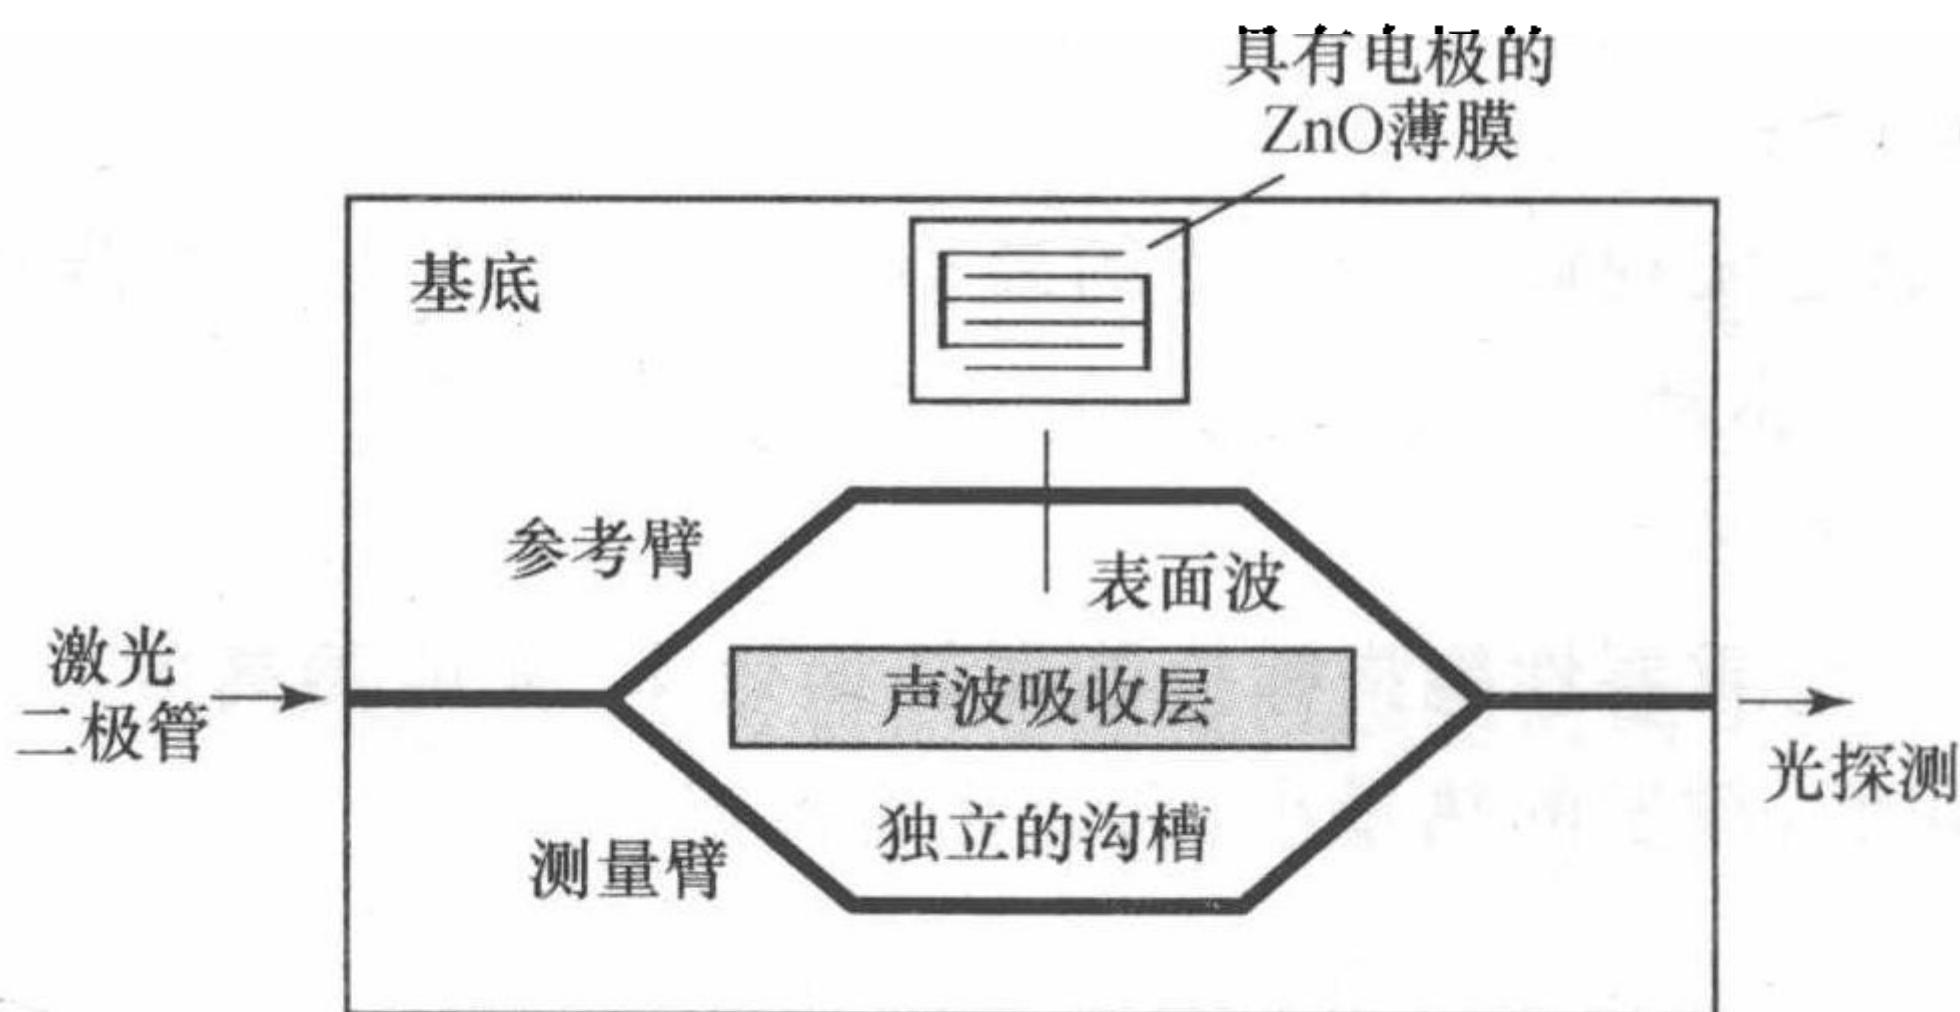 具有电极的
ZnO薄膜
基底
参考臂
表面波
激光
二极管
声波吸收层
光探测
独立的沟槽
测量臂